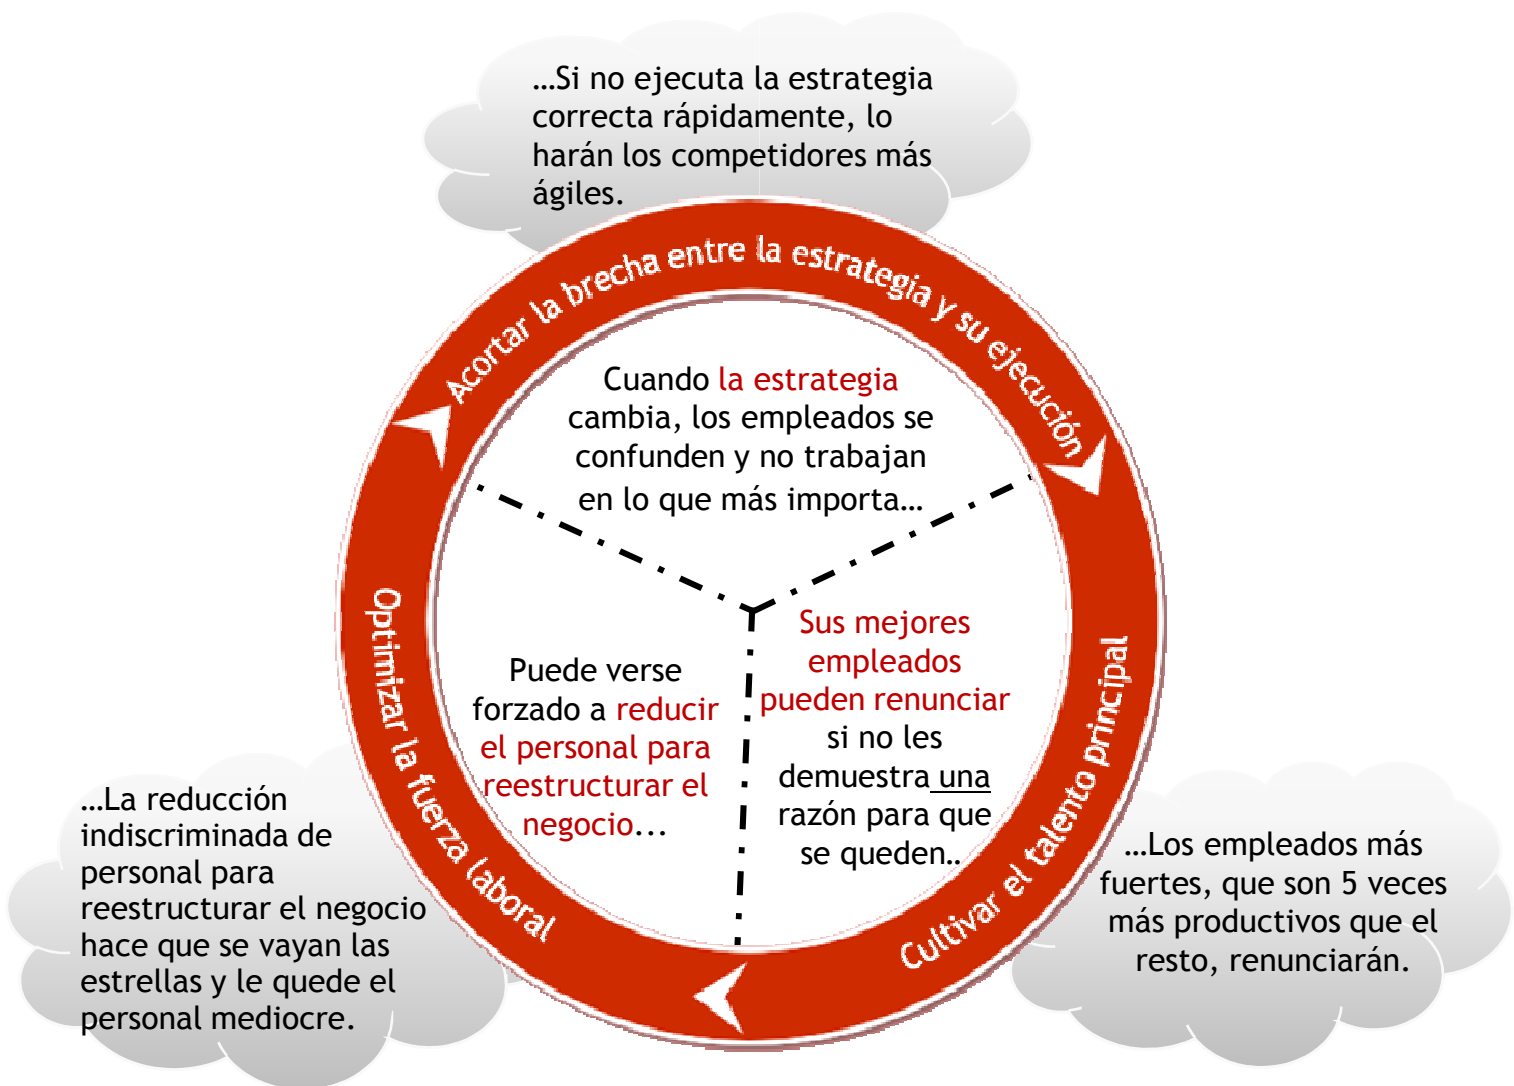 …Si no ejecuta la estrategia
correcta rápidamente, lo
harán los competidores más
ágiles.
Acortar la brecha entre la estrategia y su ejecución
Cuando la estrategia
cambia, los empleados se
confunden y no trabajan
en lo que más importa…
Sus mejores
empleados
pueden renunciar
si no les
demuestra una
razón para que
se queden..
Puede verse
forzado a reducir
el personal para
reestructurar el
negocio...
Optimizar la fuerza laboral
Cultivar el talento principal
…La reducción
indiscriminada de
personal para
reestructurar el negocio
hace que se vayan las
estrellas y le quede el
personal mediocre.
…Los empleados más
fuertes, que son 5 veces
más productivos que el
resto, renunciarán.